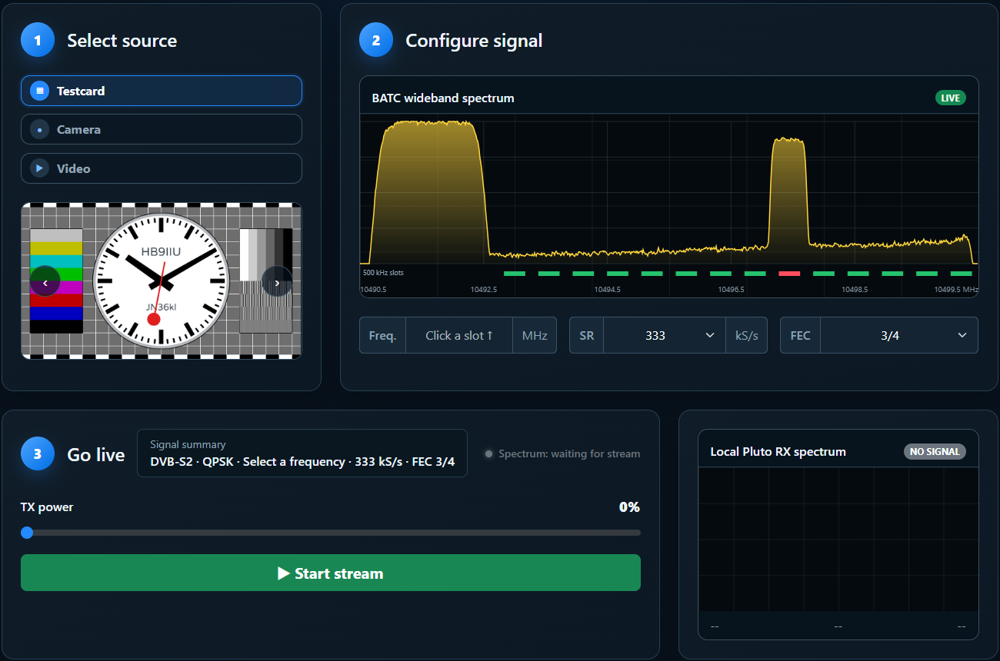 1 Select source
Testcard
Camera
Video
HB9IIU
JN36kl
2 Configure signal
BATC wideband spectrum LIVE
500 kHz slots
10490.5 10492.5 10494.5 10496.5 10498.5 10499.5 MHz
Freq. Click a slot ↑ MHz SR 333 kS/s FEC 3/4
3 Go live
Signal summary
DVB-S2 · QPSK · Select a frequency · 333 kS/s · FEC 3/4
Spectrum: waiting for stream
TX power 0%
▶ Start stream
Local Pluto RX spectrum NO SIGNAL
-- -- --